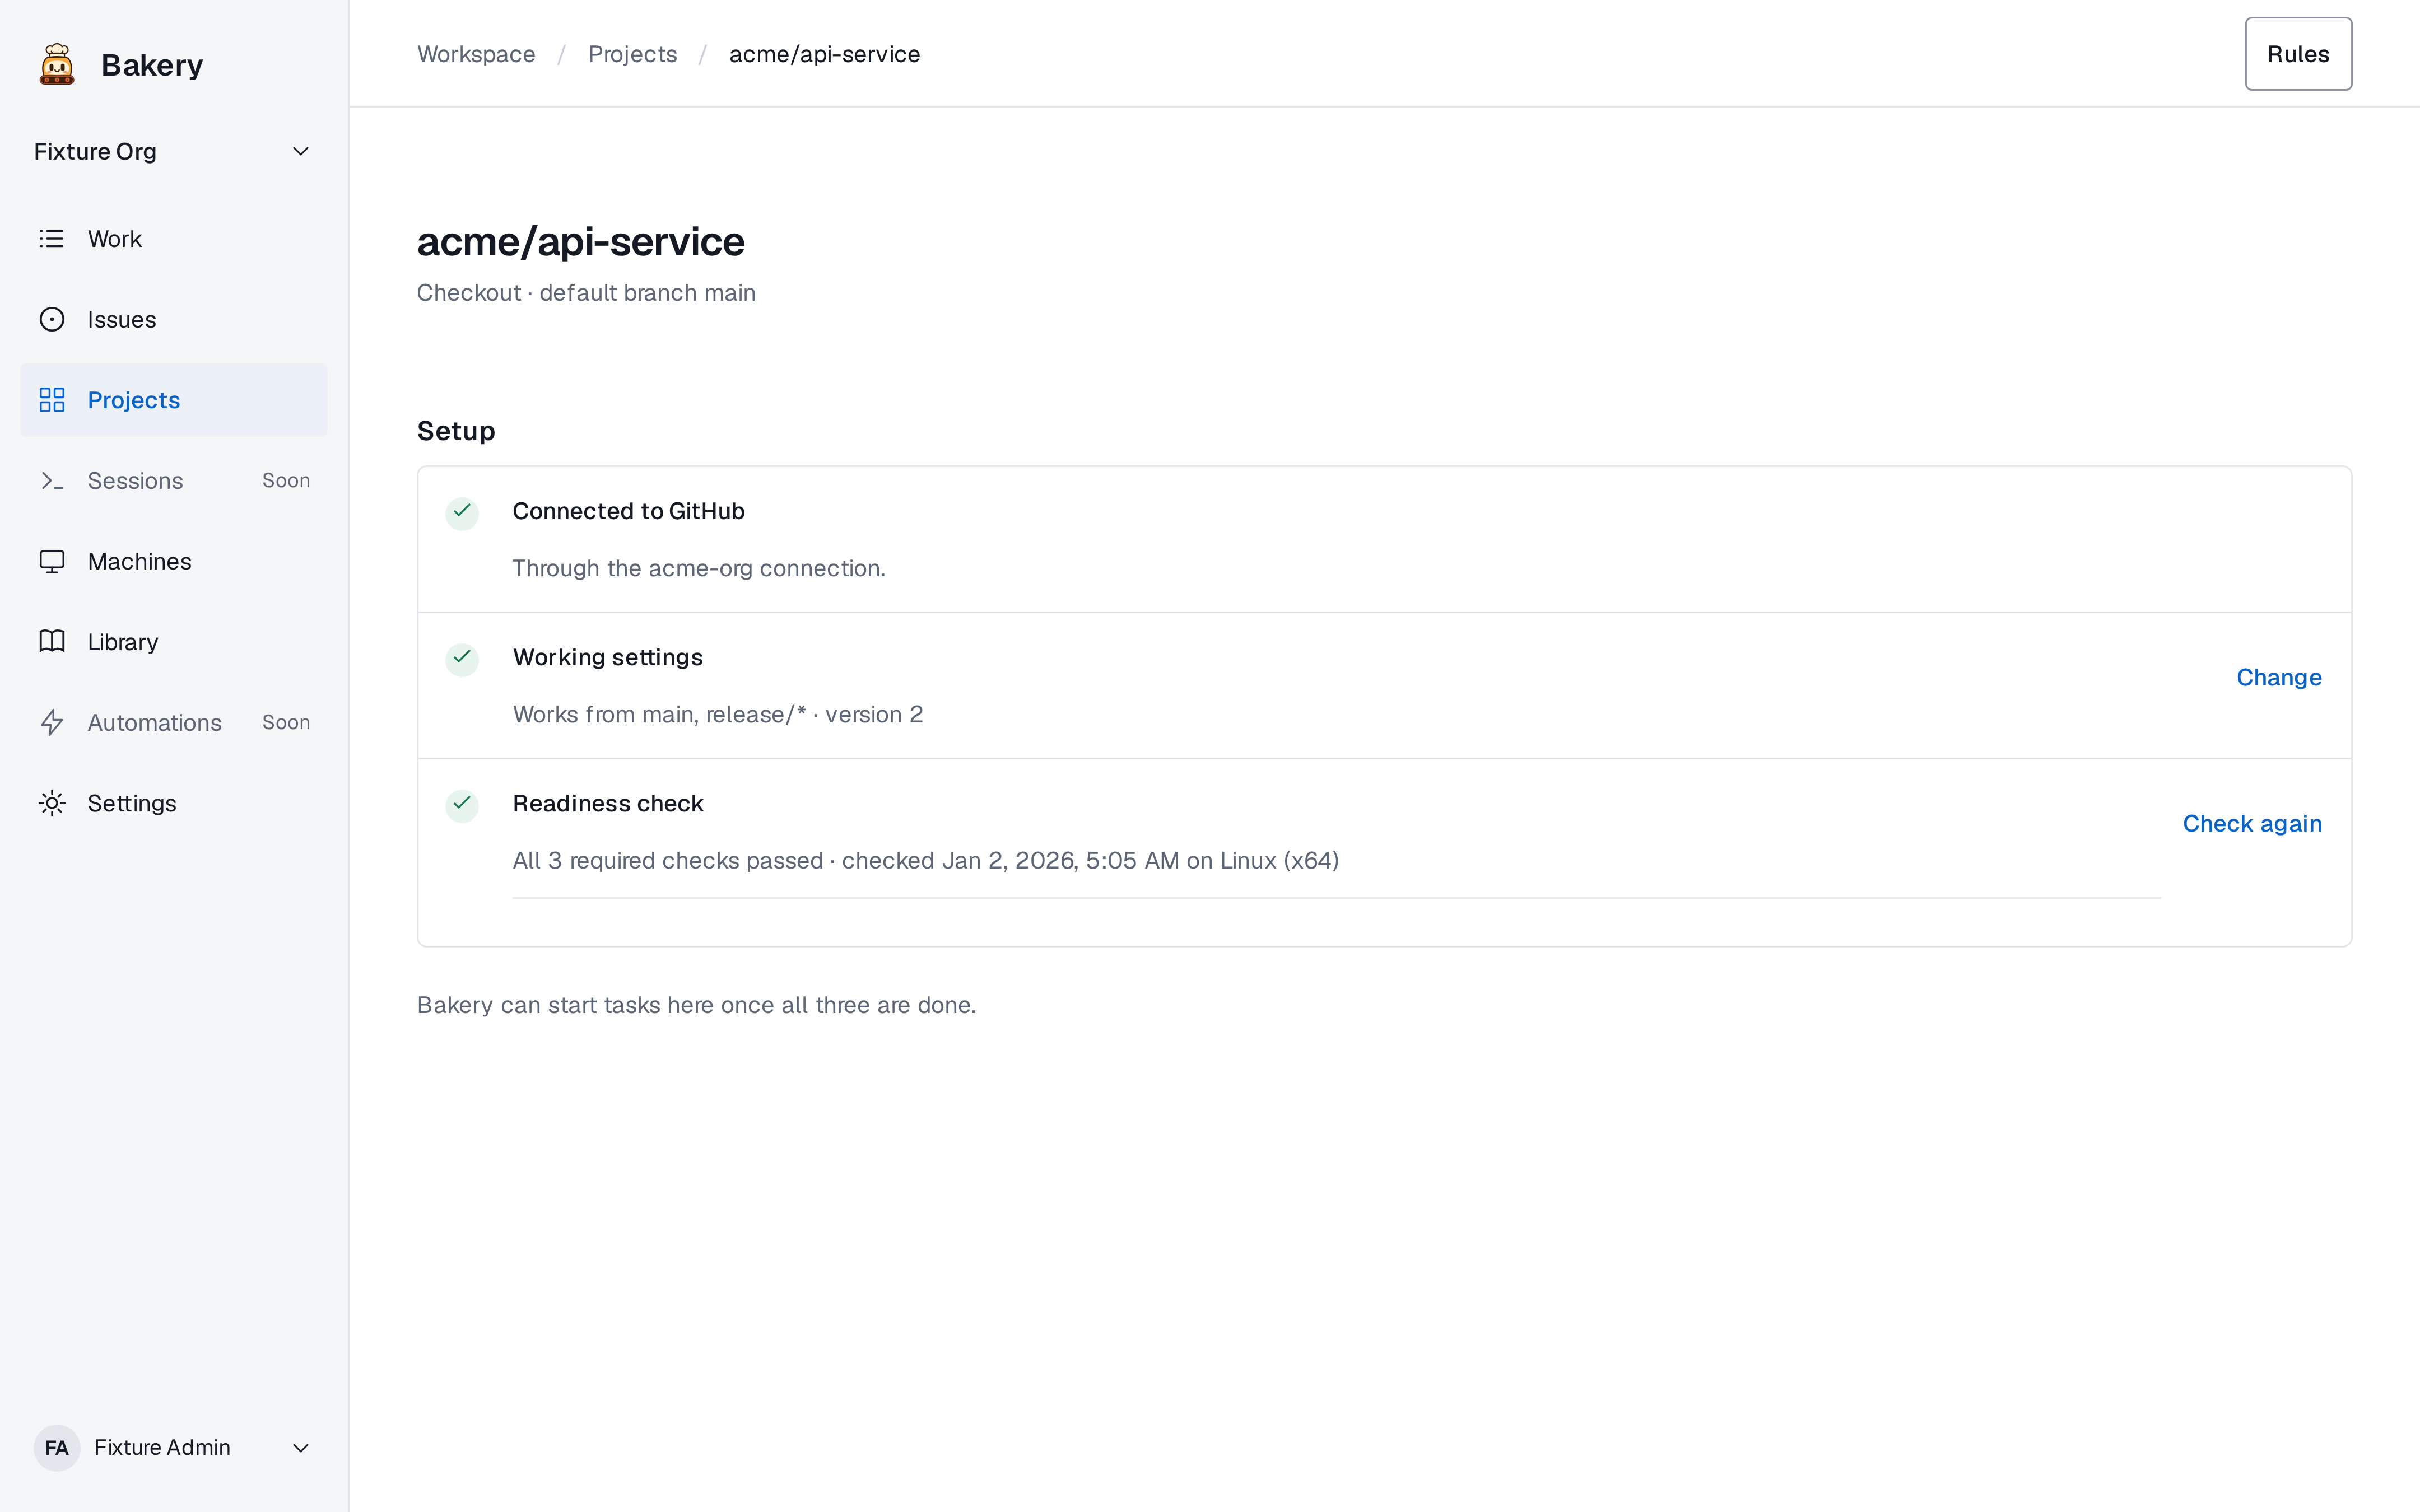 Bakery
Fixture Org
Work
Issues
Projects
Sessions Soon
Machines
Library
Automations Soon
Settings
FA Fixture Admin
Workspace / Projects / acme/api-service
Rules
acme/api-service
Checkout · default branch main
Setup
Connected to GitHub
Through the acme-org connection.
Working settings
Works from main, release/* · version 2
Change
Readiness check
All 3 required checks passed · checked Jan 2, 2026, 5:05 AM on Linux (x64)
Check again
Bakery can start tasks here once all three are done.